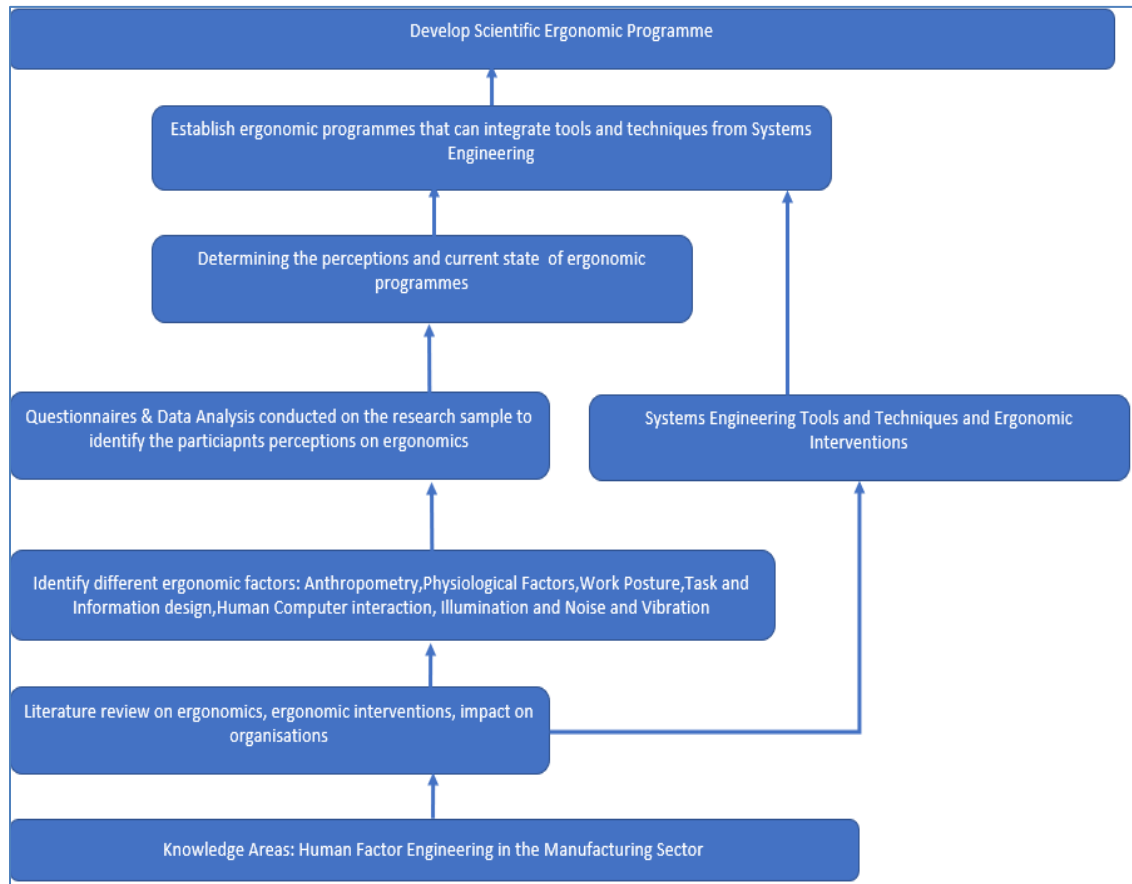 Develop Scientific Ergonomic Programme
Establish ergonomic programmes that can integrate tools and techniques from Systems
Engineering
Determining the perceptions and current state of ergonomic
programmes
Questionnaires & Data Analysis conducted on the research sample to
identify the particiapnts perceptions on ergonomics
Systems Engineering Tools and Techniques and Ergonomic
Interventions
Identify different ergonomic factors: Anthropometry,Physiological Factors,Work Posture,Task and
Information design,Human Computer interaction, Illumination and Noise and Vibration
Literature review on ergonomics, ergonomic interventions, impact on
organisations
Knowledge Areas: Human Factor Engineering in the Manufacturing Sector